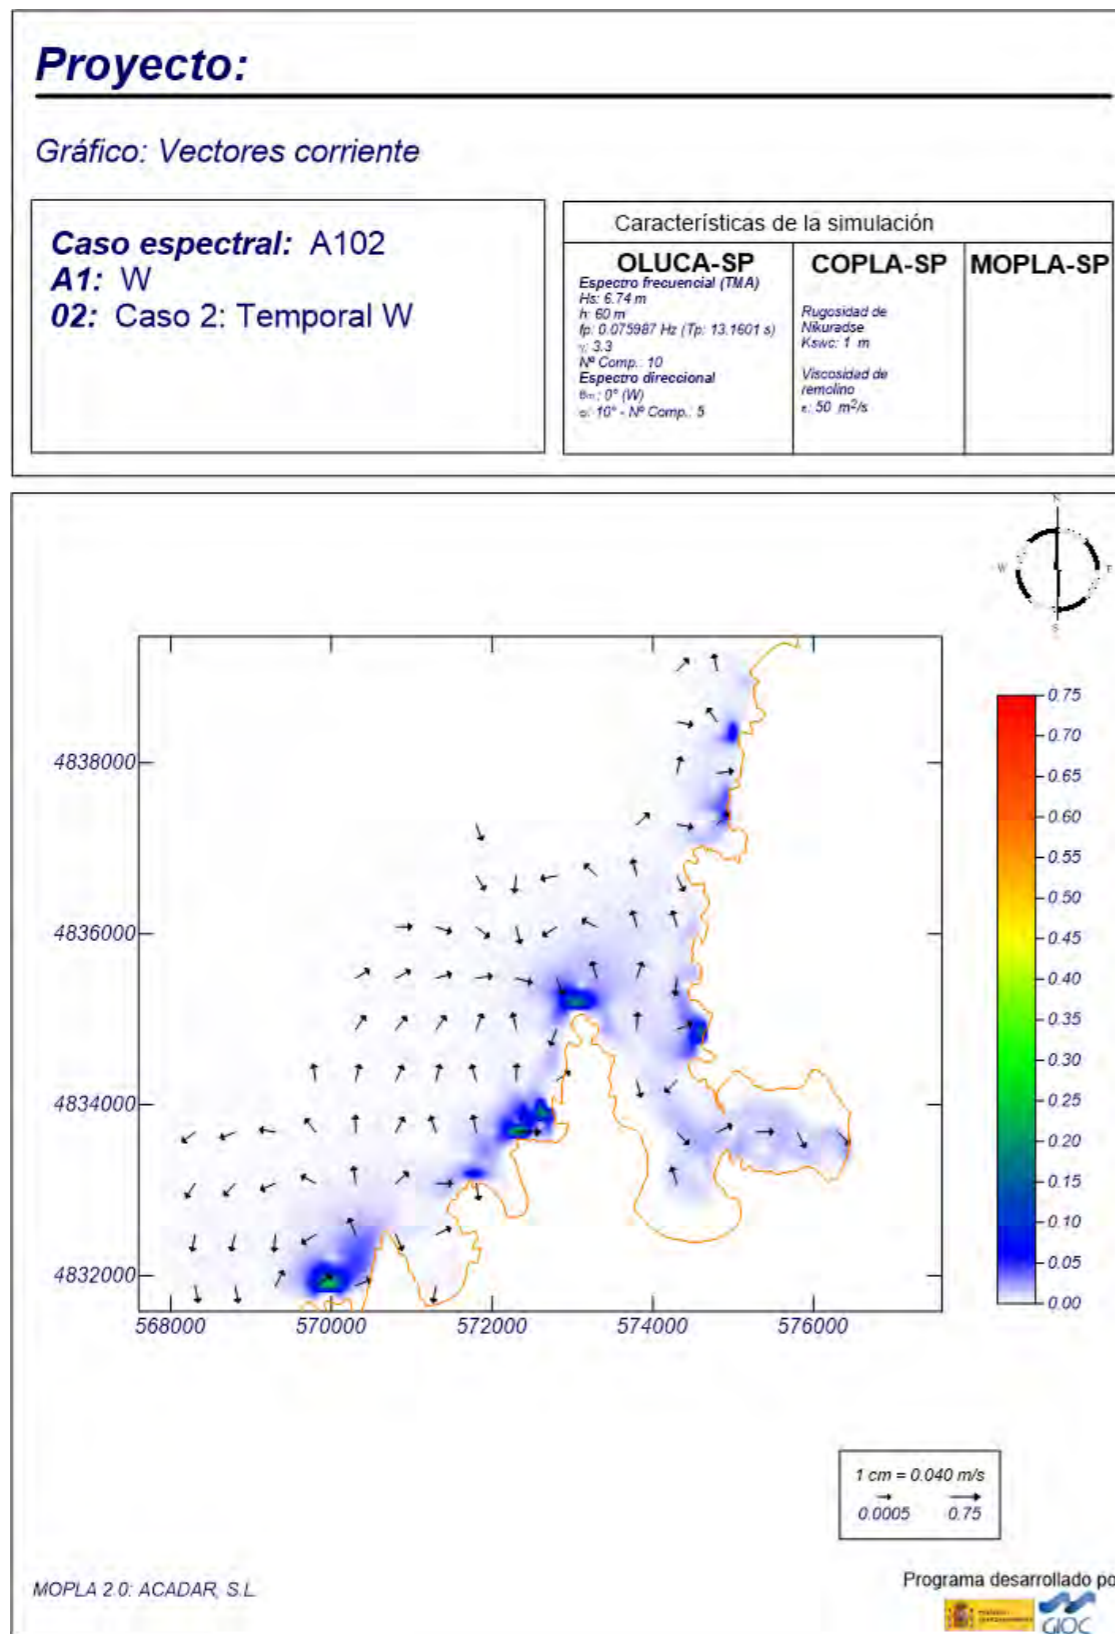 Proyecto:
Gráfico: Vectores corriente
Caso espectral: A102
A1: W
02: Caso 2: Temporal W
Características de la simulación
OLUCA-SP
Espectro frecuencial (TMA)
Hs: 6.74 m
h: 60 m
fp: 0.075987 Hz (Tp: 13.1601 s)
γ: 3.3
Nº Comp.: 10
Espectro direccional
θm: 0° (W)
σ: 10° - Nº Comp.: 5
COPLA-SP
Rugosidad de
Nikuradse
Kswc: 1 m
Viscosidad de
remolino
ε: 50 m²/s
MOPLA-SP
N
W
E
S
0.75
0.70
0.65
0.60
0.55
0.50
0.45
0.40
0.35
0.30
0.25
0.20
0.15
0.10
0.05
0.00
4838000
4836000
4834000
4832000
568000
570000
572000
574000
576000
1 cm = 0.040 m/s
0.0005
0.75
MOPLA 2.0: ACADAR, S.L.
Programa desarrollado po
GIOC